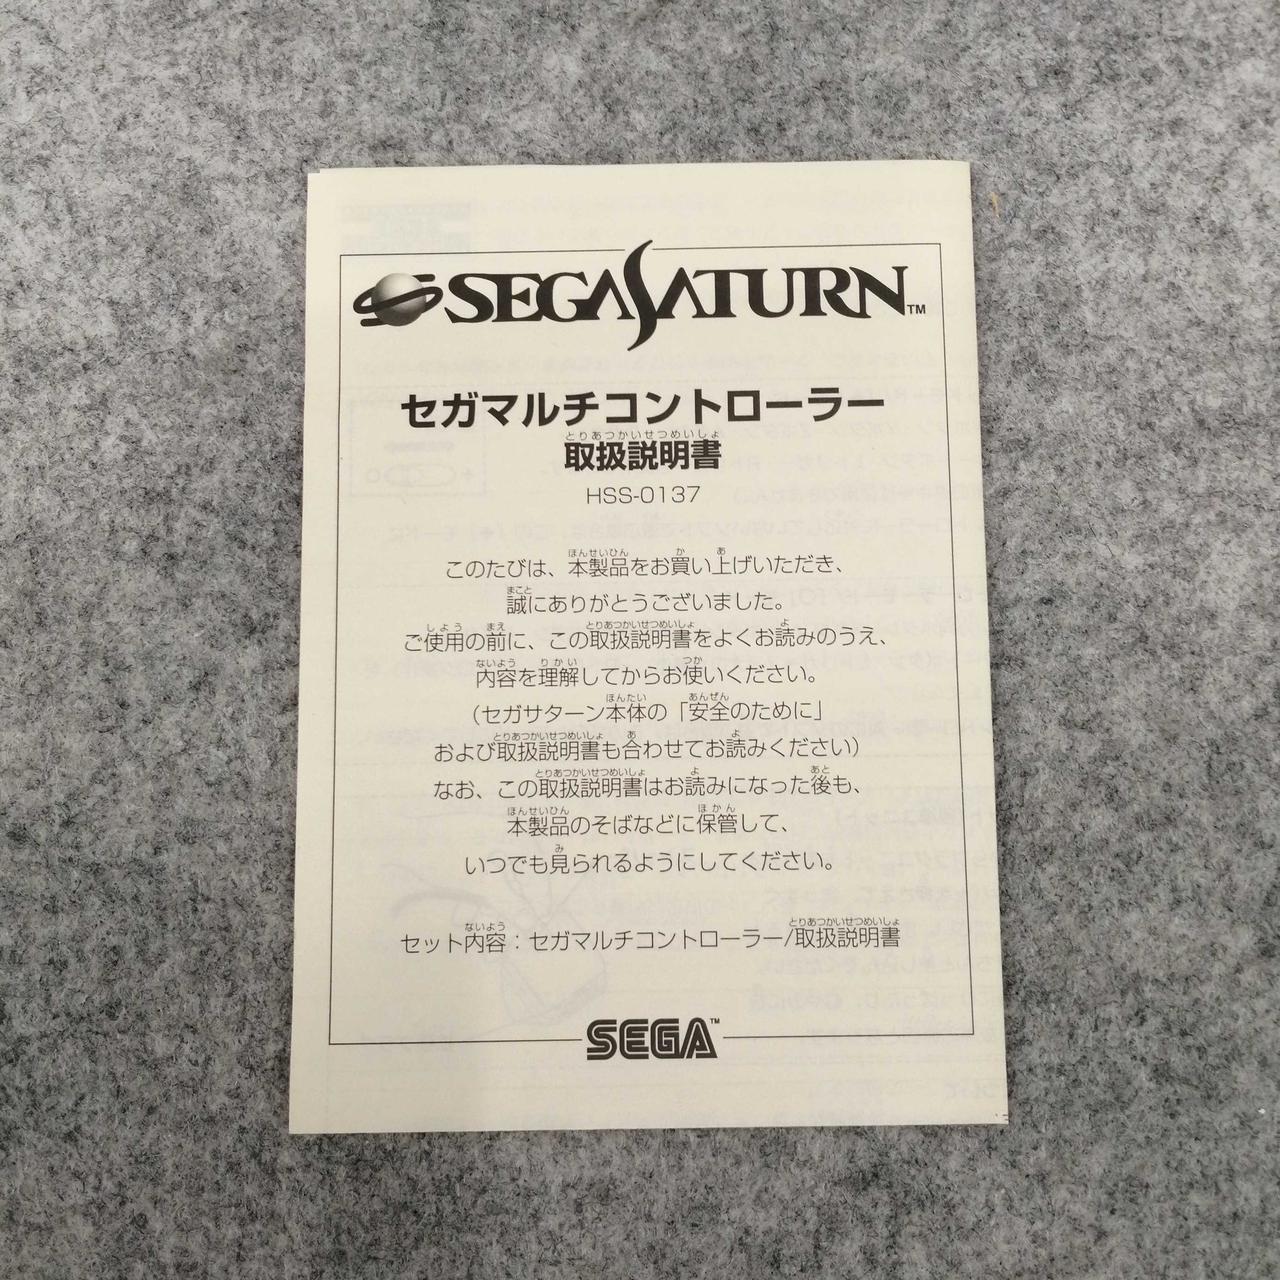 SEGA SATURN™
セガマルチコントローラー
とりあつかいせつめいしょ
取扱説明書
HSS-0137
ほんせいひん か あ
このたびは、本製品をお買い上げいただき、
まこと
誠にありがとうございました。
しよう まえ とりあつかいせつめいしょ よ
ご使用の前に、この取扱説明書をよくお読みのうえ、
ないよう りかい つか
内容を理解してからお使いください。
ほんたい あんぜん
（セガサターン本体の「安全のために」
とりあつかいせつめいしょ あ よ
および取扱説明書も合わせてお読みください）
とりあつかいせつめいしょ よ あと
なお、この取扱説明書はお読みになった後も、
ほんせいひん ほかん
本製品のそばなどに保管して、
み
いつでも見られるようにしてください。
ないよう とりあつかいせつめいしょ
セット内容：セガマルチコントローラー/取扱説明書
SEGA™